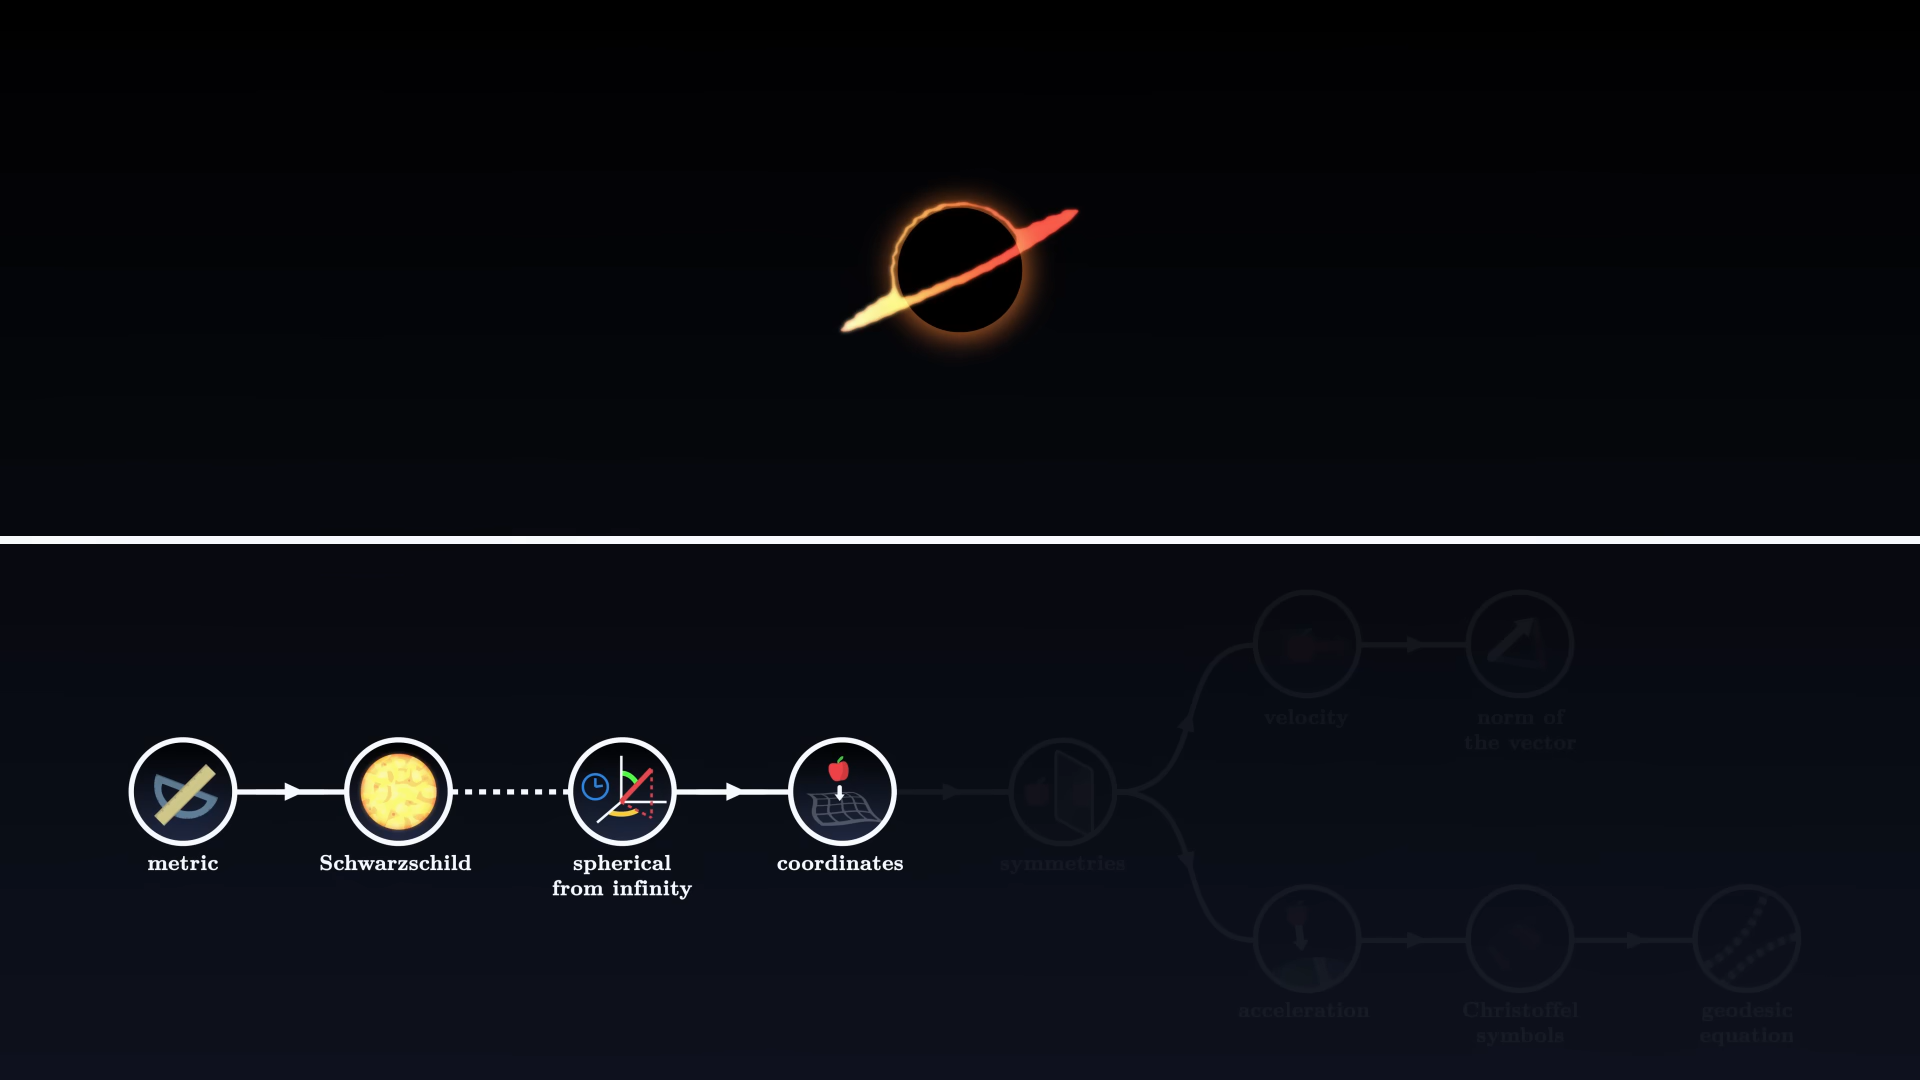 metric
Schwarzschild
spherical
from infinity
coordinates
symmetries
velocity
norm of
the vector
acceleration
Christoffel
symbols
geodesic
equation